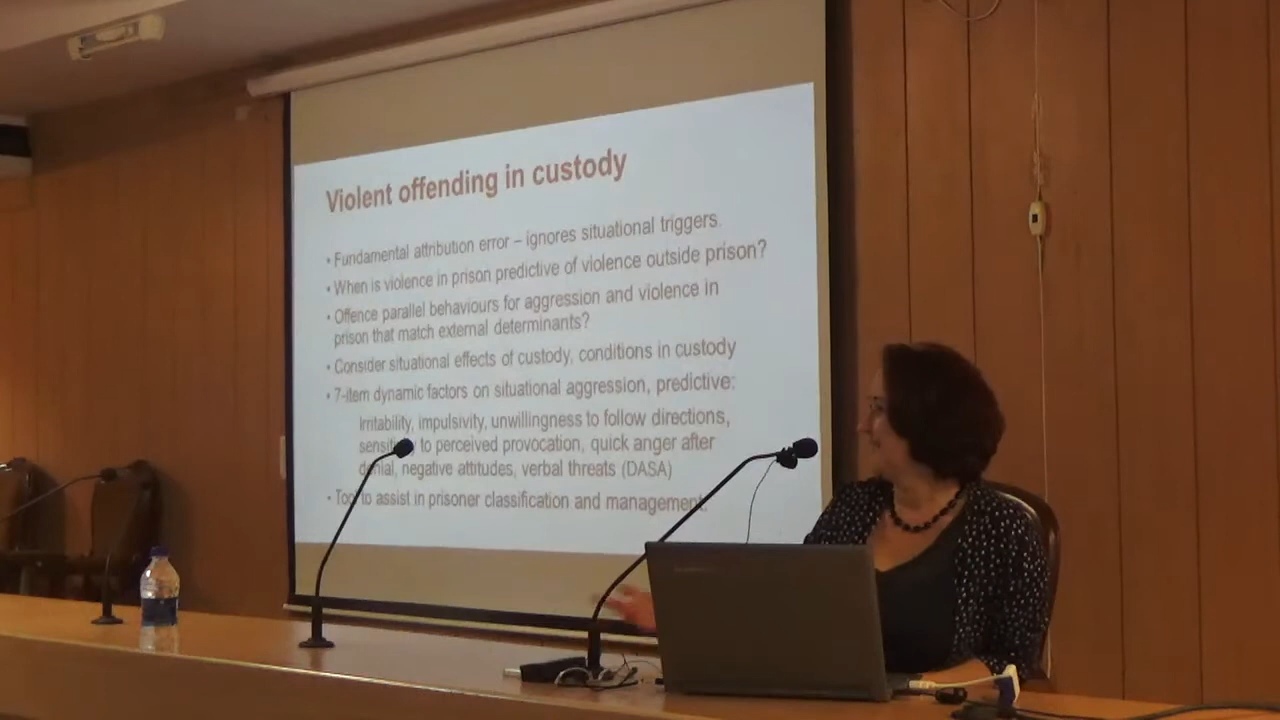 Violent offending in custody
• Fundamental attribution error – ignores situational triggers.
• When is violence in prison predictive of violence outside prison?
• Offence parallel behaviours for aggression and violence in
prison that match external determinants?
• Consider situational effects of custody, conditions in custody
• 7-item dynamic factors on situational aggression, predictive:
Irritability, impulsivity, unwillingness to follow directions,
sensitivity to perceived provocation, quick anger after
denial, negative attitudes, verbal threats (DASA)
• Tool to assist in prisoner classification and management.